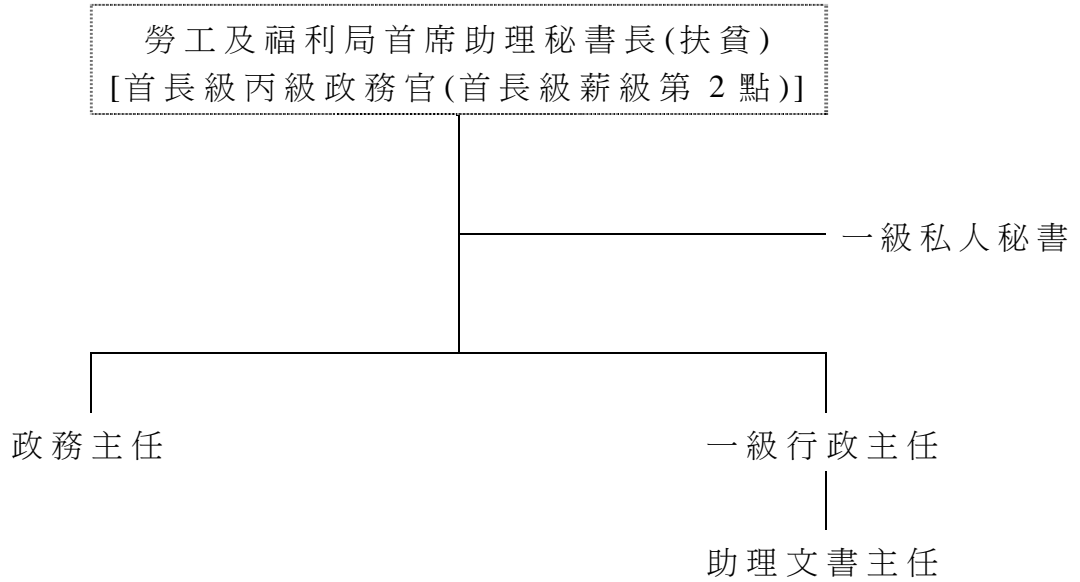 勞工及福利局首席助理秘書長(扶貧)
[首長級丙級政務官(首長級薪級第 2 點)]
一級私人秘書
政務主任
一級行政主任
助理文書主任